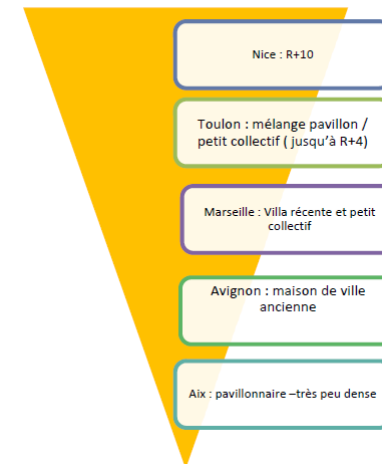 Nice : R+10
Toulon : mélange pavillon /
petit collectif ( jusqu'à R+4)
Marseille : Villa récente et petit
collectif
Avignon : maison de ville
ancienne
Aix : pavillonnaire –très peu dense